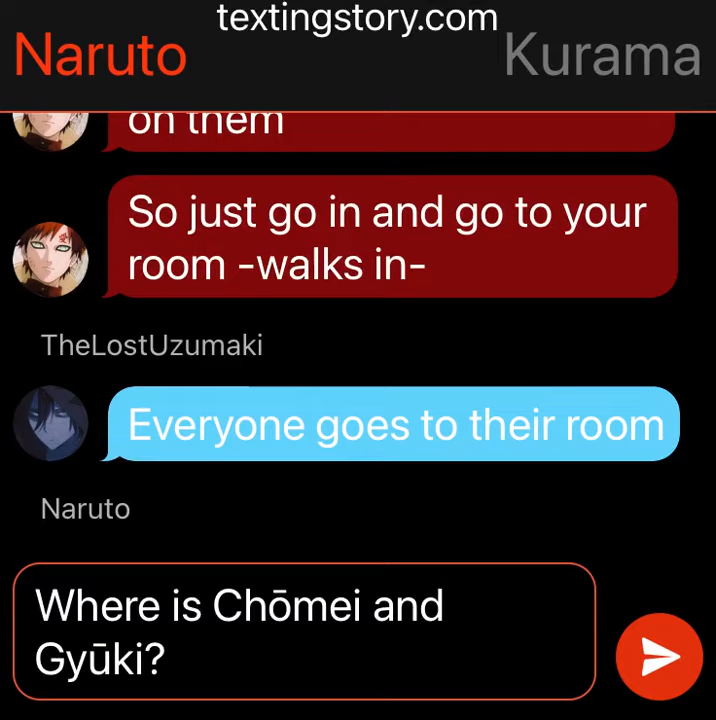 textingstory.com
Naruto
Kurama
on them
So just go in and go to your
room -walks in-
TheLostUzumaki
Everyone goes to their room
Naruto
Where is Chōmei and
Gyūki?